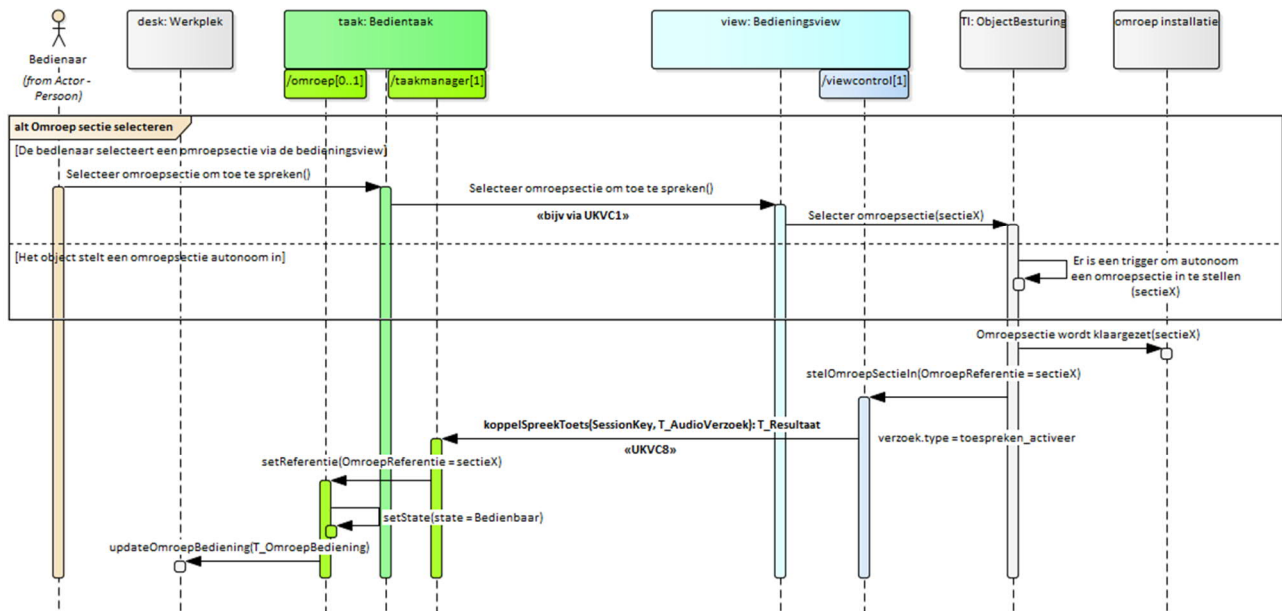 desk: Werkplek
taak: Bedientaak
view: Bedieningsview
TI: ObjectBesturing
omroep installatie
Bedienaar
(from Actor -
Persoon)
/omroep[0..1]
/taakmanager[1]
/viewcontrol[1]
alt Omroep sectie selecteren
[De bedienaar selecteert een omroepsectie via de bedieningsview]
Selecteer omroepsectie om toe te spreken()
Selecteer omroepsectie om toe te spreken()
«bijv via UKVC1»
Selecter omroepsectie(sectieX)
[Het object stelt een omroepsectie autonoom in]
Er is een trigger om autonoom
een omroepsectie in te stellen
(sectieX)
Omroepsectie wordt klaargezet(sectieX)
stelOmroepSectieIn(OmroepReferentie = sectieX)
koppelSpreekToets(SessionKey, T_AudioVerzoek): T_Resultaat
«UKVC8»
verzoek.type = toespreken_activeer
setReferentie(OmroepReferentie = sectieX)
setState(state = Bedienbaar)
updateOmroepBediening(T_OmroepBediening)